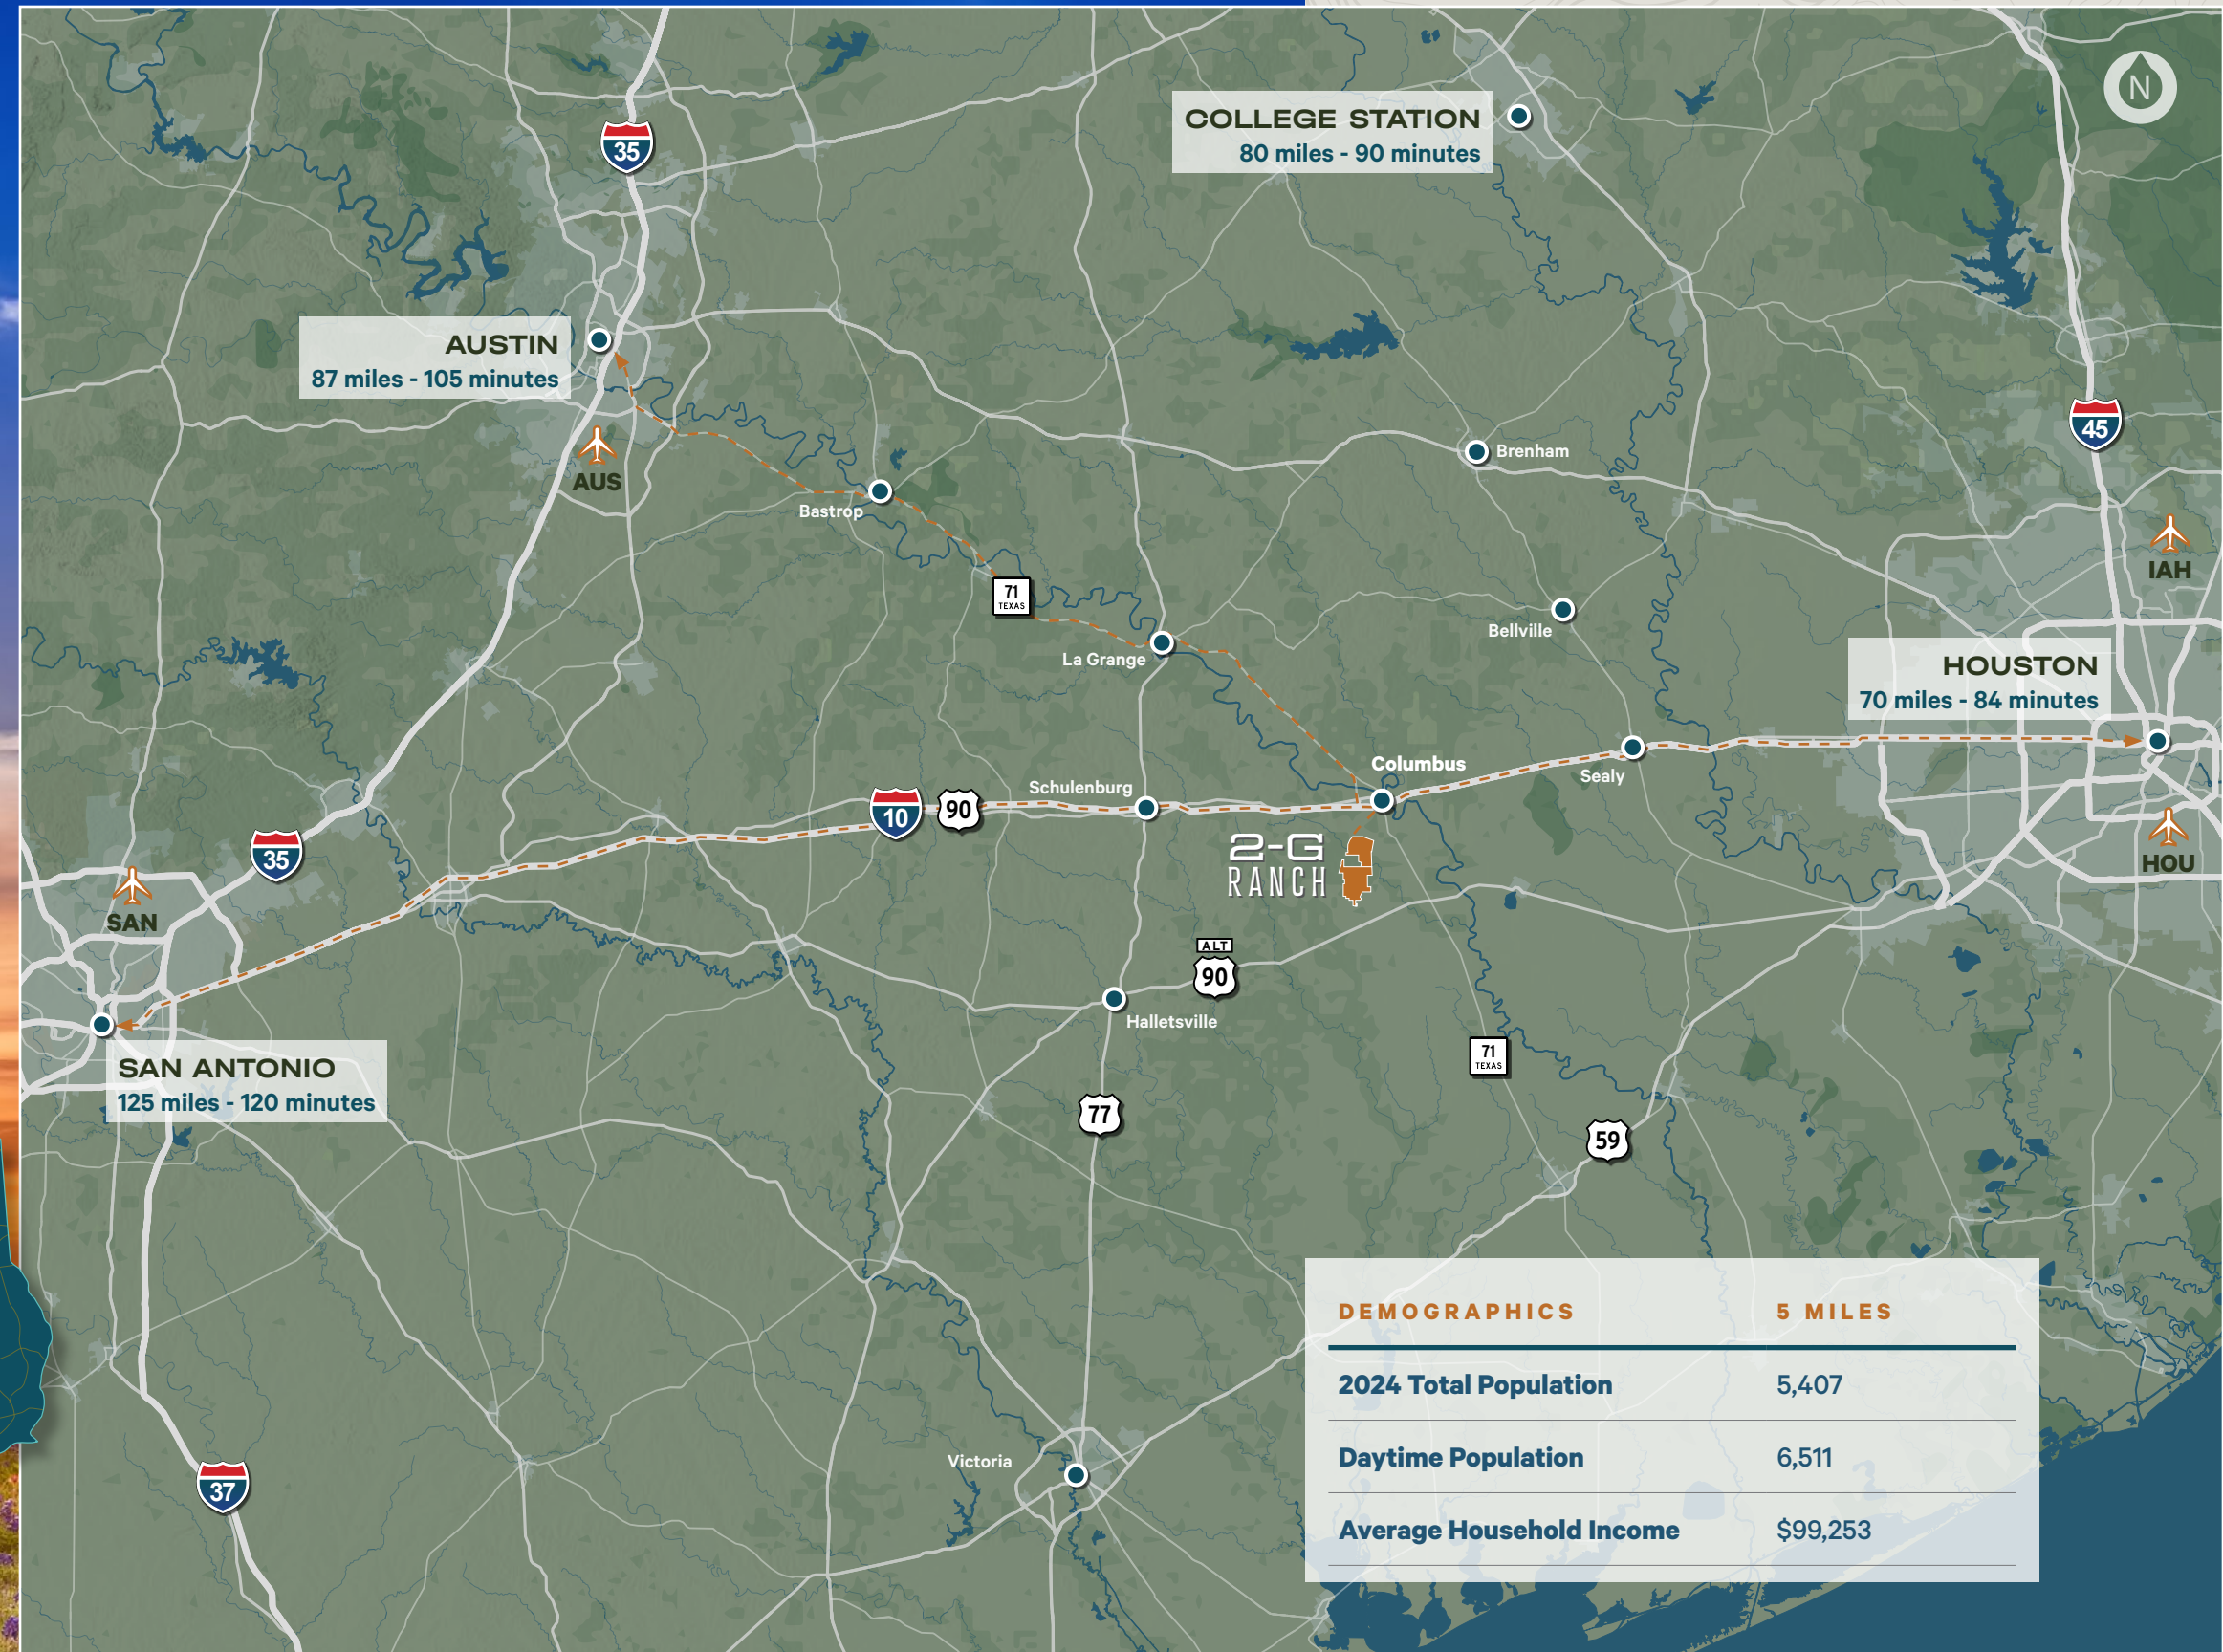 N
35
COLLEGE STATION
80 miles - 90 minutes
AUSTIN
87 miles - 105 minutes
45
AUS
Brenham
Bastrop
IAH
71
TEXAS
Bellville
La Grange
HOUSTON
70 miles - 84 minutes
Columbus
Sealy
Schulenburg
10
90
35
2-G
RANCH
HOU
SAN
ALT
90
Halletsville
71
TEXAS
SAN ANTONIO
125 miles - 120 minutes
77
59
DEMOGRAPHICS 5 MILES
2024 Total Population 5,407
Daytime Population 6,511
Average Household Income $99,253
Victoria
37